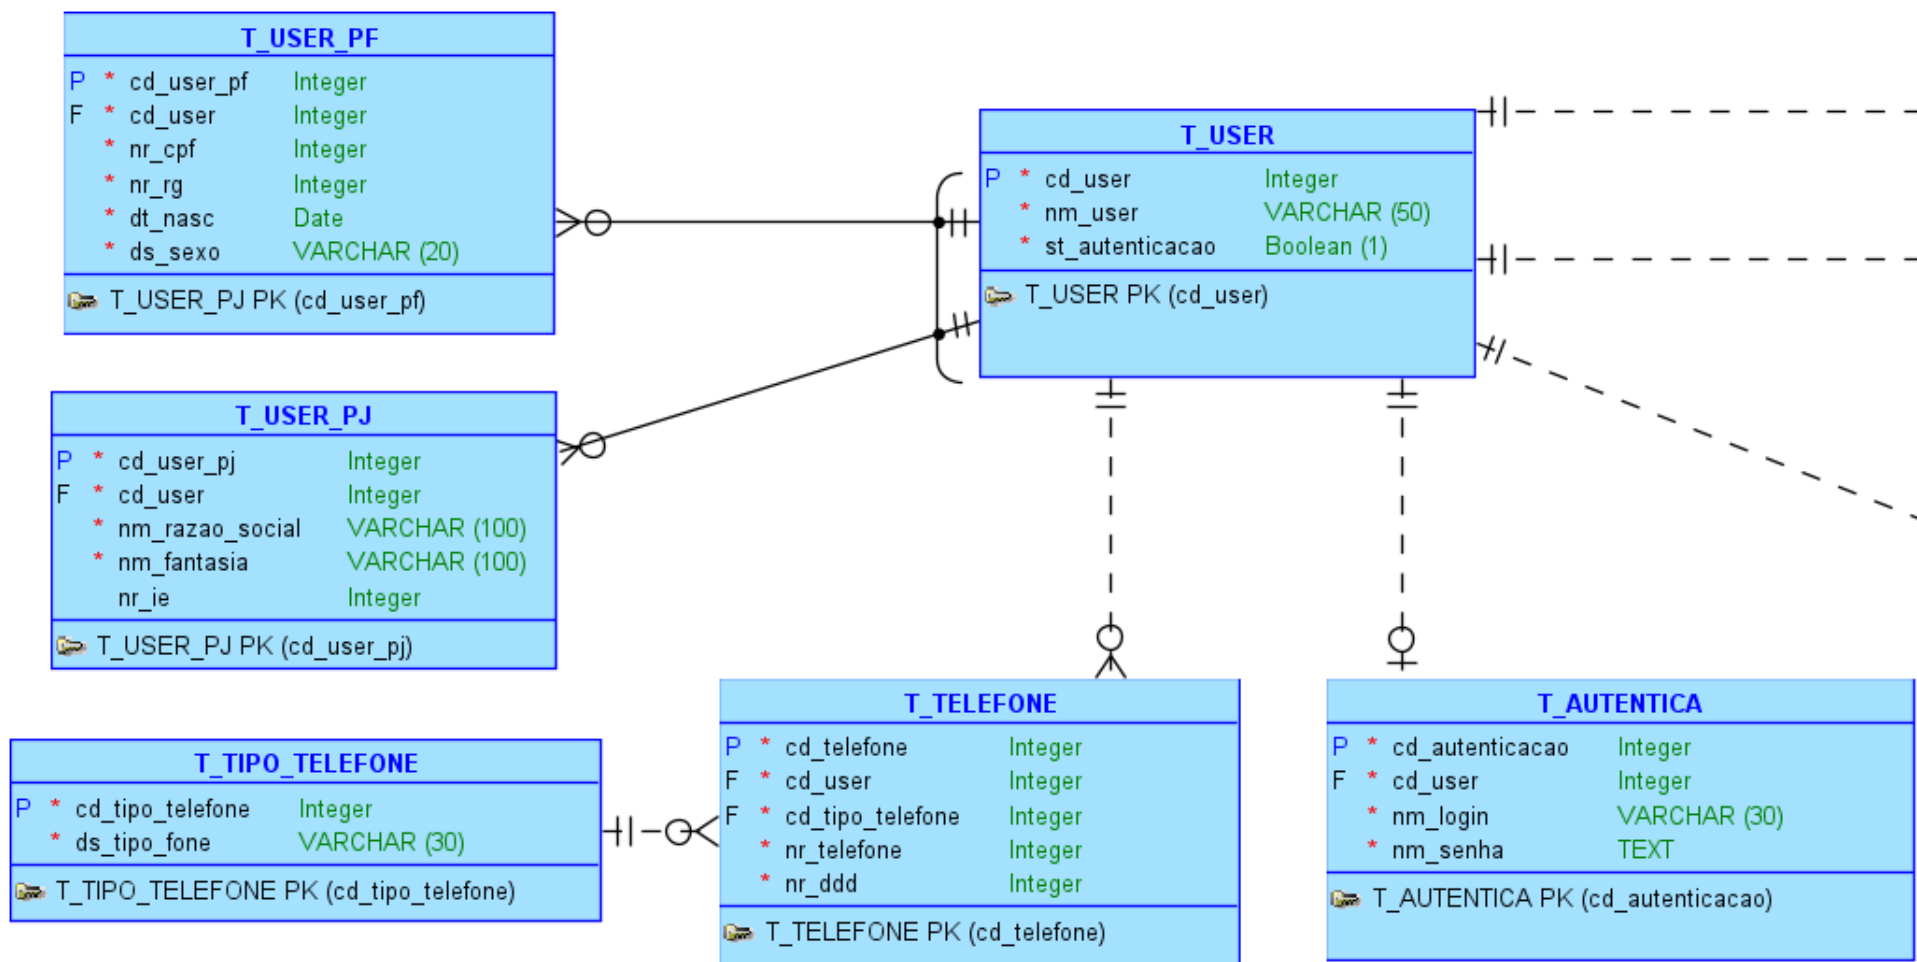 T_USER_PF
P * cd_user_pf Integer
F * cd_user Integer
* nr_cpf Integer
* nr_rg Integer
* dt_nasc Date
* ds_sexo VARCHAR (20)
T_USER_PJ PK (cd_user_pf)
T_USER
P * cd_user Integer
* nm_user VARCHAR (50)
* st_autenticacao Boolean (1)
T_USER PK (cd_user)
T_USER_PJ
P * cd_user_pj Integer
F * cd_user Integer
* nm_razao_social VARCHAR (100)
* nm_fantasia VARCHAR (100)
nr_ie Integer
T_USER_PJ PK (cd_user_pj)
T_TIPO_TELEFONE
P * cd_tipo_telefone Integer
* ds_tipo_fone VARCHAR (30)
T_TIPO_TELEFONE PK (cd_tipo_telefone)
T_TELEFONE
P * cd_telefone Integer
F * cd_user Integer
F * cd_tipo_telefone Integer
* nr_telefone Integer
* nr_ddd Integer
T_TELEFONE PK (cd_telefone)
T_AUTENTICA
P * cd_autenticacao Integer
F * cd_user Integer
* nm_login VARCHAR (30)
* nm_senha TEXT
T_AUTENTICA PK (cd_autenticacao)